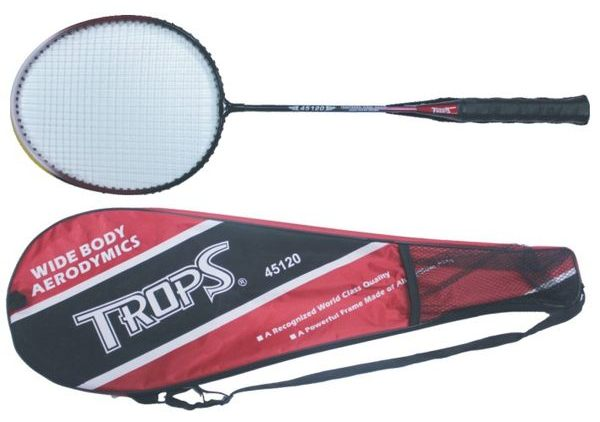 45120
TROPS
WIDE BODY
AERODYMICS
TROPS®
45120
A Recognized World Class Quality
A Powerful Frame Made of Al